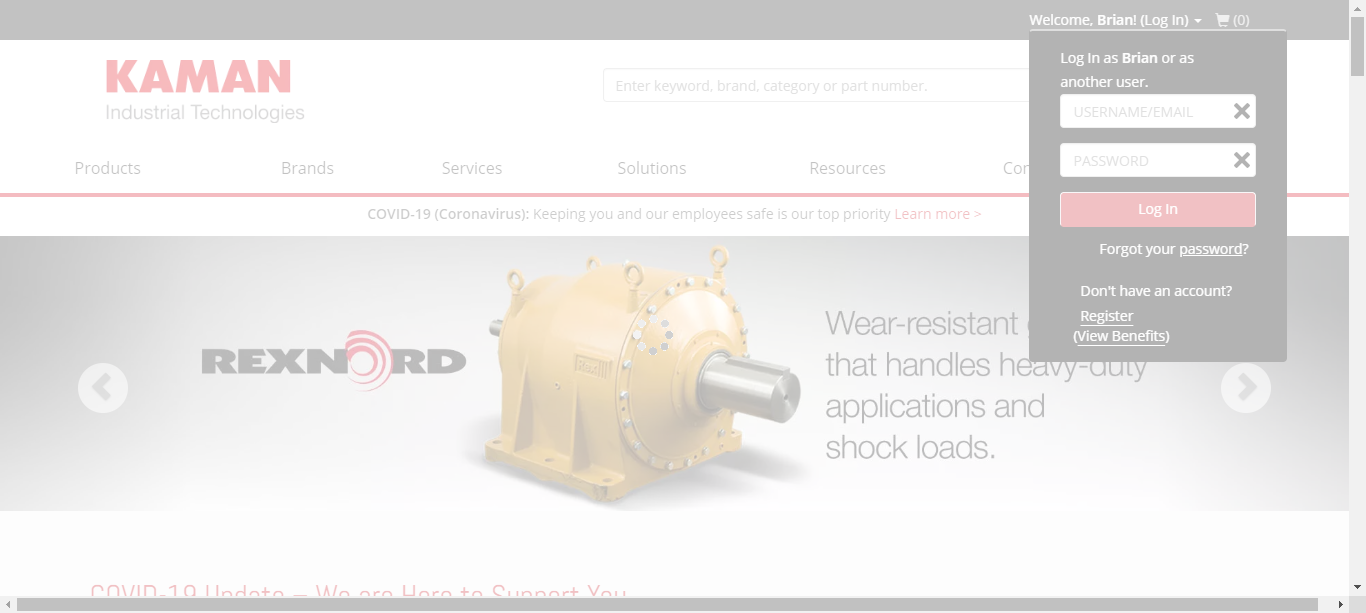 Welcome, Brian! (Log In) (0)
KAMAN
Industrial Technologies
Enter keyword, brand, category or part number.
Log In as Brian or as
another user.
USERNAME/EMAIL
PASSWORD
Log In
Forgot your password?
Don't have an account?
Register
(View Benefits)
Products Brands Services Solutions Resources
COVID-19 (Coronavirus): Keeping you and our employees safe is our top priority Learn more >
REXNORD
Wear-resistant
that handles heavy-duty
applications and
shock loads.
COVID-19 Update – We are Here to Support You